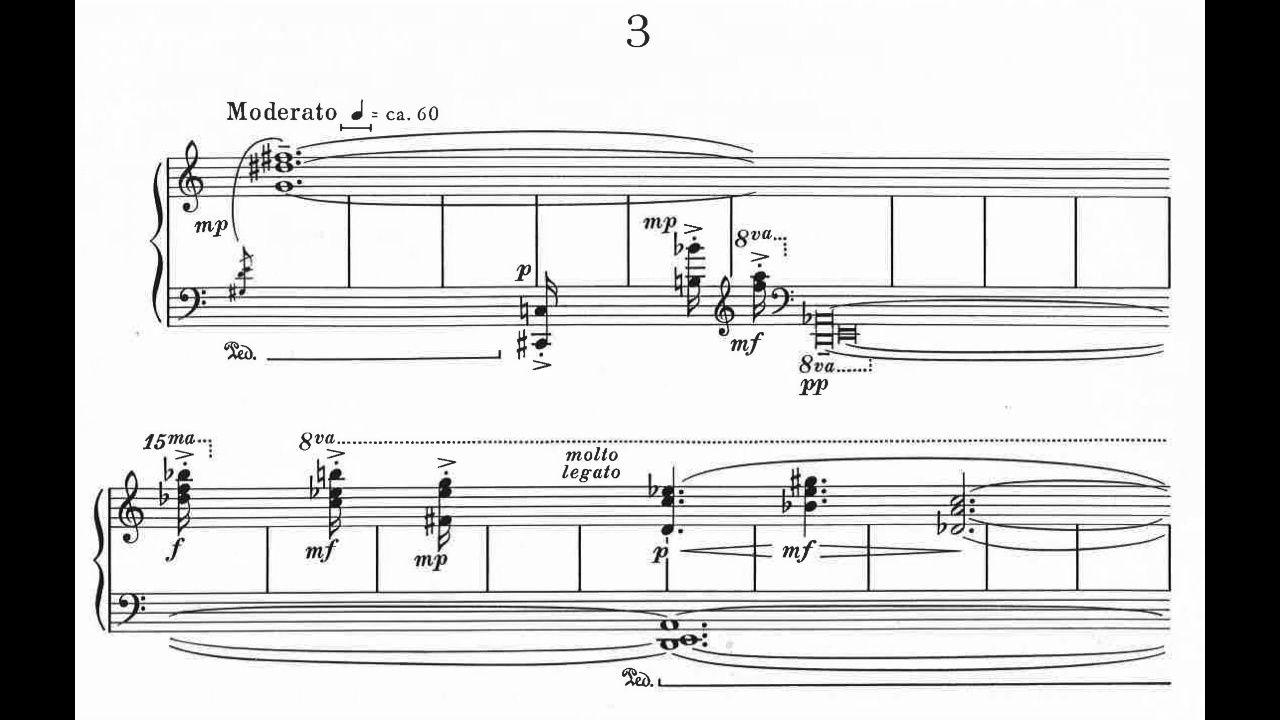 3
Moderato ♩ = ca. 60
mp
p
mp
8va
mf
Ped.
8va
pp
15ma
8va
molto
legato
f
mf
mp
p
mf
Ped.